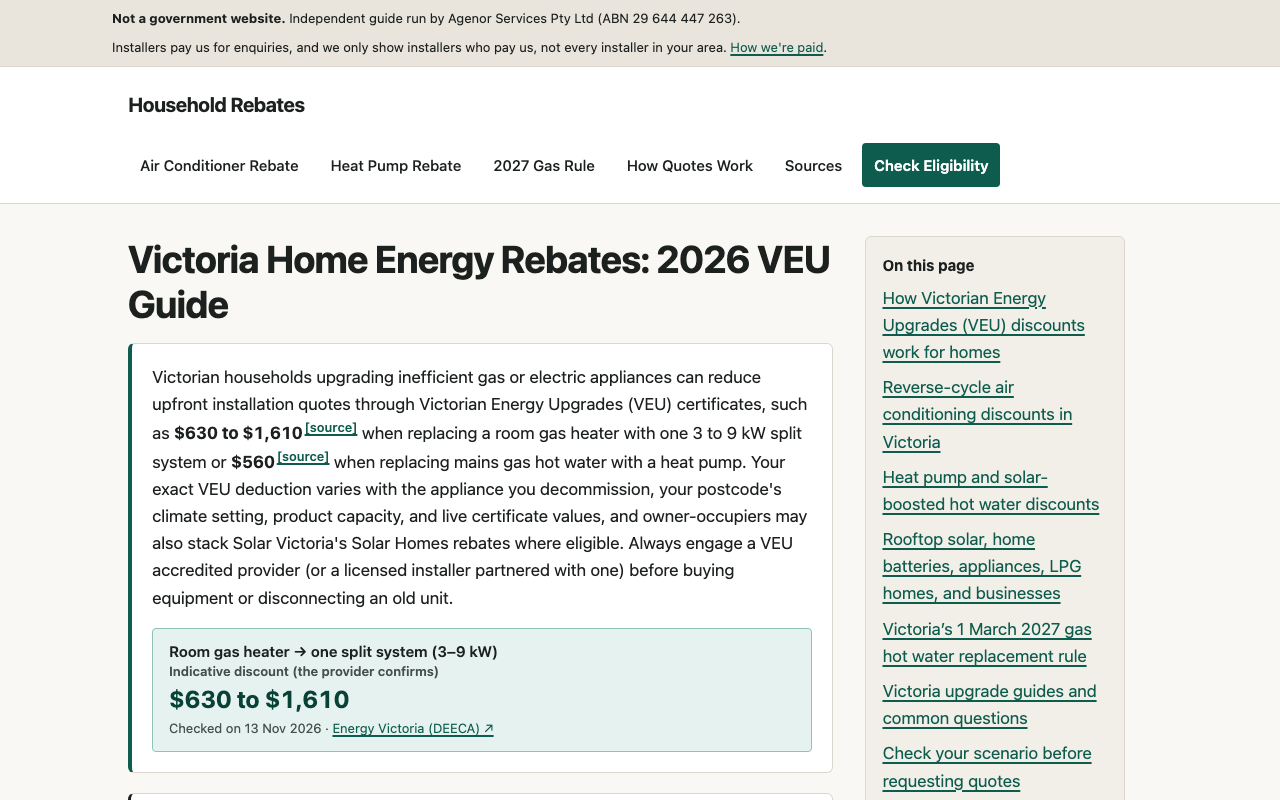 Not a government website. Independent guide run by Agenor Services Pty Ltd (ABN 29 644 447 263).
Installers pay us for enquiries, and we only show installers who pay us, not every installer in your area. How we're paid.
Household Rebates
Air Conditioner Rebate Heat Pump Rebate 2027 Gas Rule How Quotes Work Sources Check Eligibility
Victoria Home Energy Rebates: 2026 VEU
Guide
Victorian households upgrading inefficient gas or electric appliances can reduce
upfront installation quotes through Victorian Energy Upgrades (VEU) certificates, such
as $630 to $1,610 [source] when replacing a room gas heater with one 3 to 9 kW split
system or $560 [source] when replacing mains gas hot water with a heat pump. Your
exact VEU deduction varies with the appliance you decommission, your postcode's
climate setting, product capacity, and live certificate values, and owner-occupiers may
also stack Solar Victoria's Solar Homes rebates where eligible. Always engage a VEU
accredited provider (or a licensed installer partnered with one) before buying
equipment or disconnecting an old unit.
Room gas heater → one split system (3–9 kW)
Indicative discount (the provider confirms)
$630 to $1,610
Checked on 13 Nov 2026 · Energy Victoria (DEECA) ↗
On this page
How Victorian Energy
Upgrades (VEU) discounts
work for homes
Reverse-cycle air
conditioning discounts in
Victoria
Heat pump and solar-
boosted hot water discounts
Rooftop solar, home
batteries, appliances, LPG
homes, and businesses
Victoria’s 1 March 2027 gas
hot water replacement rule
Victoria upgrade guides and
common questions
Check your scenario before
requesting quotes